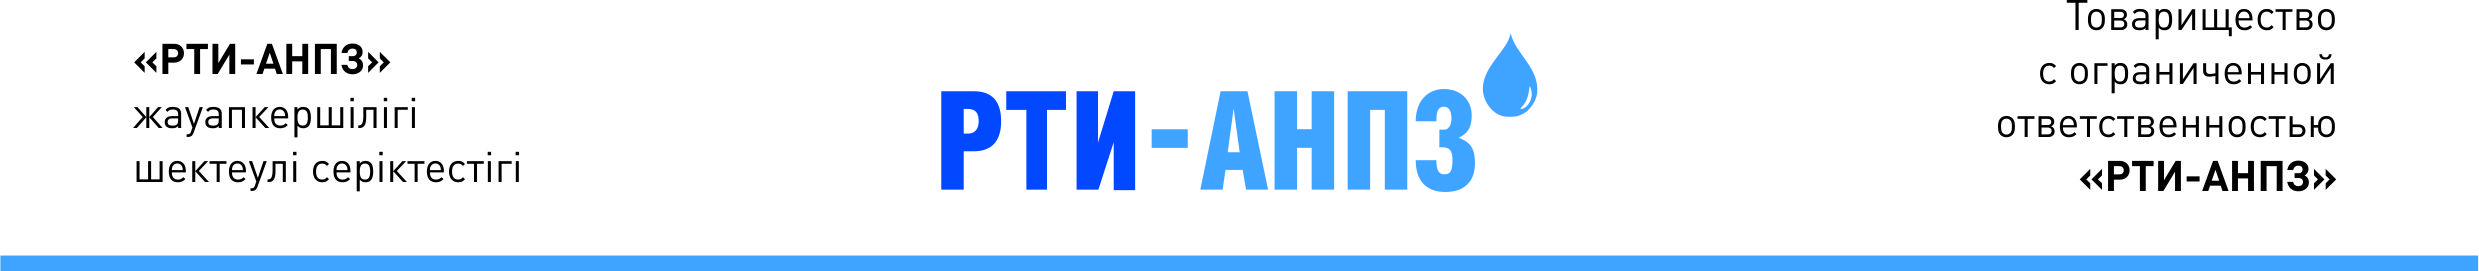 «РТИ-АНПЗ»
жауапкершілігі
шектеулі серіктестігі
РТИ-АНПЗ
Товарищество
с ограниченной
ответственностью
«РТИ-АНПЗ»